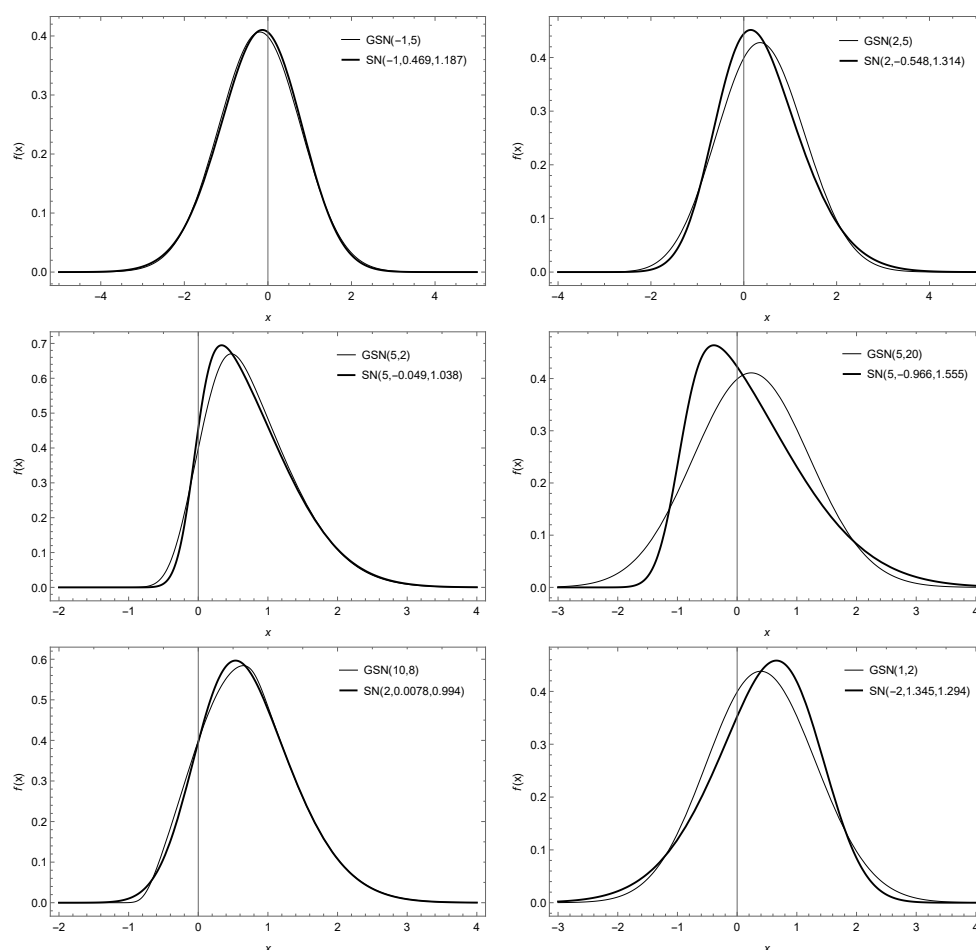 GSN(−1,5)
SN(−1,0.469,1.187)
f(x)
0.4
0.3
0.2
0.1
0.0
−4 −2 0 2 4
x
GSN(2,5)
SN(2,−0.548,1.314)
f(x)
0.4
0.3
0.2
0.1
0.0
−4 −2 0 2 4
x
GSN(5,2)
SN(5,−0.049,1.038)
f(x)
0.7
0.6
0.5
0.4
0.3
0.2
0.1
0.0
−2 −1 0 1 2 3 4
x
GSN(5,20)
SN(5,−0.966,1.555)
f(x)
0.4
0.3
0.2
0.1
0.0
−3 −2 −1 0 1 2 3 4
x
GSN(10,8)
SN(2,0.0078,0.994)
f(x)
0.6
0.5
0.4
0.3
0.2
0.1
0.0
−2 −1 0 1 2 3 4
x
GSN(1,2)
SN(−2,1.345,1.294)
f(x)
0.4
0.3
0.2
0.1
0.0
−3 −2 −1 0 1 2 3 4
x